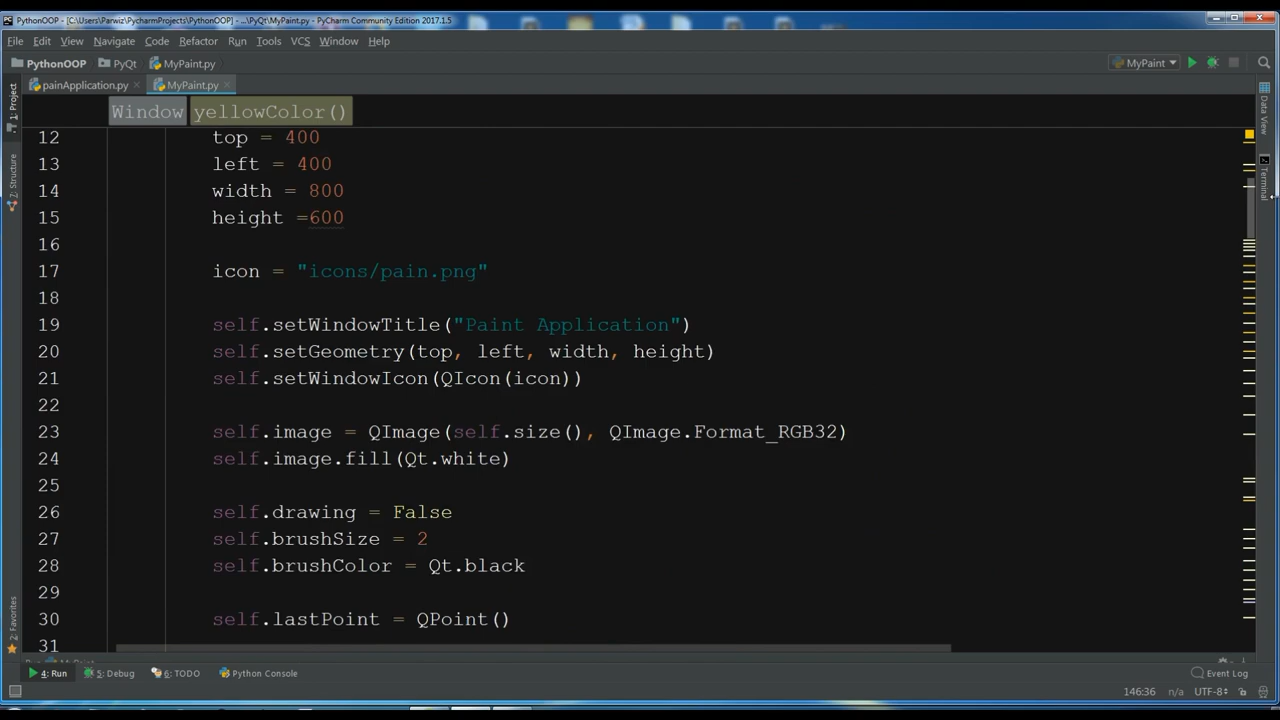 PythonOOP - [C:\Users\Parwiz\PycharmProjects\PythonOOP] - ...\PyQt\MyPaint.py - PyCharm Community Edition 2017.1.5
File Edit View Navigate Code Refactor Run Tools VCS Window Help
PythonOOP PyQt MyPaint.py MyPaint
painApplication.py MyPaint.py
Window yellowColor()
12 top = 400
13 left = 400
14 width = 800
15 height =600
16
17 icon = "icons/pain.png"
18
19 self.setWindowTitle("Paint Application")
20 self.setGeometry(top, left, width, height)
21 self.setWindowIcon(QIcon(icon))
22
23 self.image = QImage(self.size(), QImage.Format_RGB32)
24 self.image.fill(Qt.white)
25
26 self.drawing = False
27 self.brushSize = 2
28 self.brushColor = Qt.black
29
30 self.lastPoint = QPoint()
31
1: Project
7: Structure
2: Favorites
Data View
Terminal
4: Run 5: Debug 6: TODO Python Console Event Log
146:36 n/a UTF-8